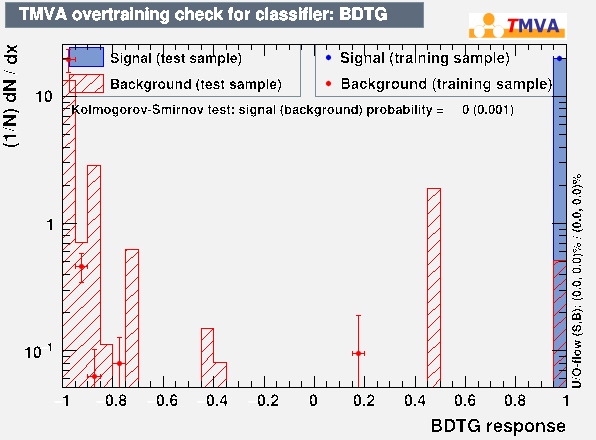 TMVA overtraining check for classifier: BDTG
TMVA
Signal (test sample)
Background (test sample)
Signal (training sample)
Background (training sample)
Kolmogorov-Smirnov test: signal (background) probability = 0 (0.001)
(1/N) dN / dx
10
1
10⁻¹
−1 −0.8 −0.6 −0.4 −0.2 0 0.2 0.4 0.6 0.8 1
BDTG response
U/O-flow (S,B): (0.0, 0.0)% / (0.0, 0.0)%